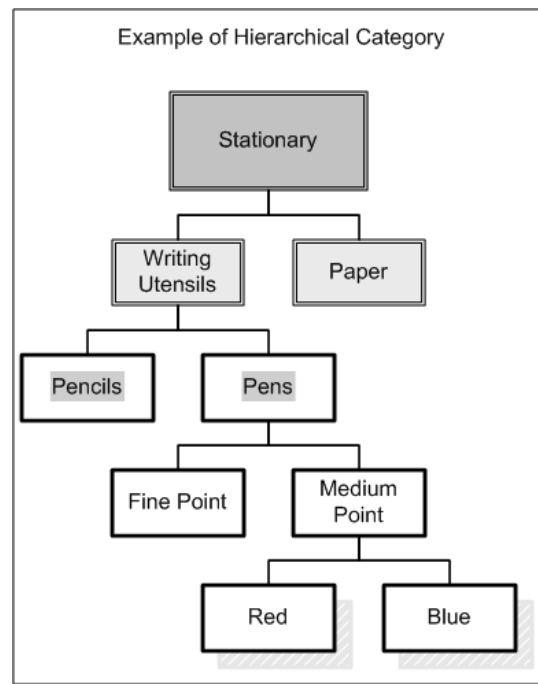 Example of Hierarchical Category
Stationary
Writing
Utensils
Paper
Pencils
Pens
Fine Point
Medium
Point
Red
Blue